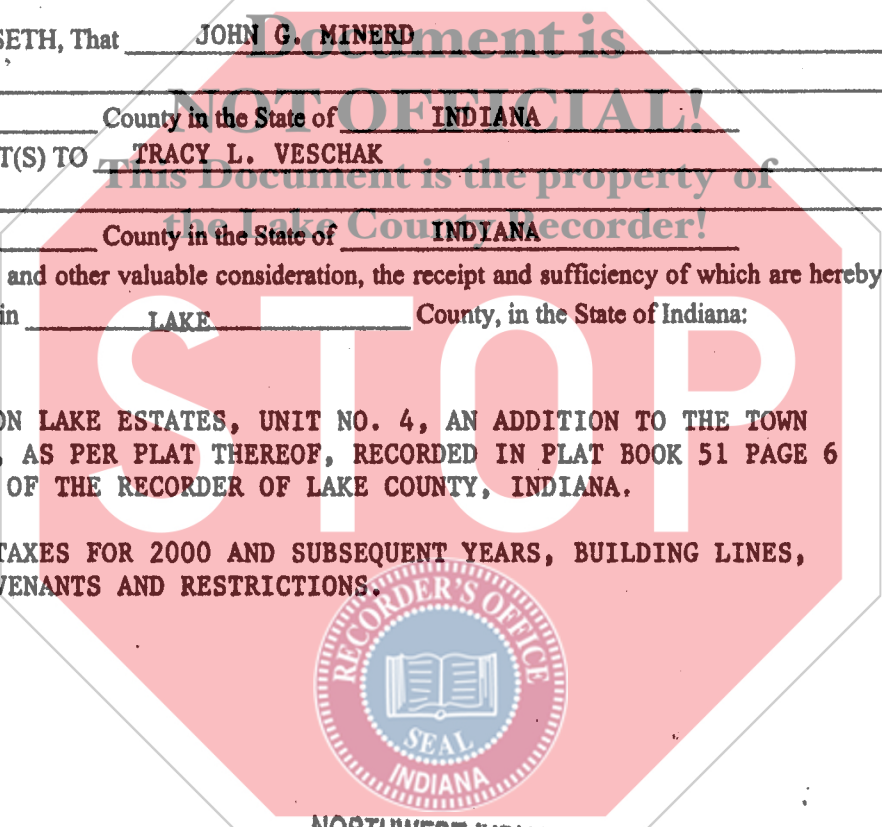 SETH, That JOHN G. MINERD
Document is
NOT OFFICIAL!
County in the State of INDIANA
T(S) TO TRACY L. VESCHAK
This Document is the property of
the Lake County Recorder!
County in the State of INDIANA
and other valuable consideration, the receipt and sufficiency of which are hereby
in LAKE County, in the State of Indiana:
STOP
ON LAKE ESTATES, UNIT NO. 4, AN ADDITION TO THE TOWN
, AS PER PLAT THEREOF, RECORDED IN PLAT BOOK 51 PAGE 6
OF THE RECORDER OF LAKE COUNTY, INDIANA.
TAXES FOR 2000 AND SUBSEQUENT YEARS, BUILDING LINES,
VENANTS AND RESTRICTIONS.
RECORDER'S OFFICE
SEAL
INDIANA